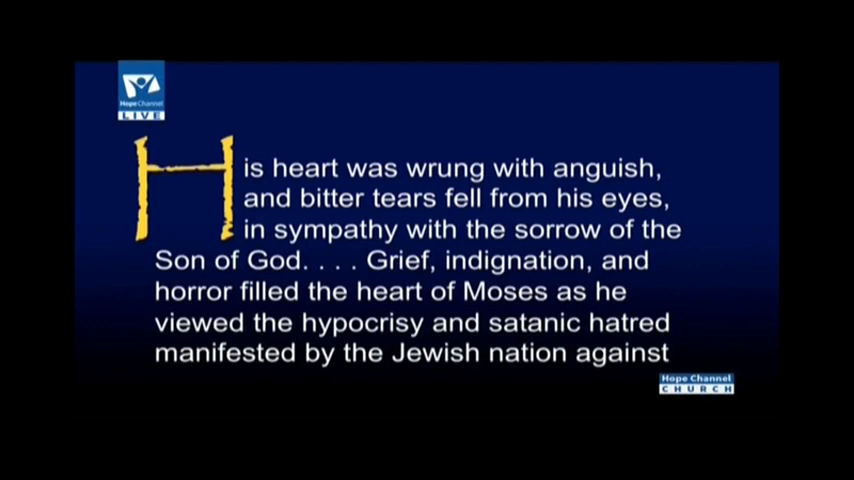 Hope Channel
LIVE
His heart was wrung with anguish,
and bitter tears fell from his eyes,
in sympathy with the sorrow of the
Son of God. . . . Grief, indignation, and
horror filled the heart of Moses as he
viewed the hypocrisy and satanic hatred
manifested by the Jewish nation against
Hope Channel
CHURCH